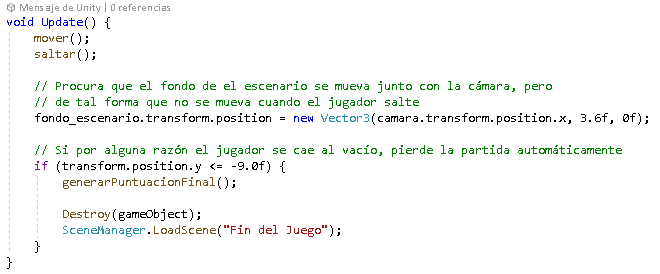 Mensaje de Unity | 0 referencias
void Update() {
    mover();
    saltar();

    // Procura que el fondo de el escenario se mueva junto con la cámara, pero
    // de tal forma que no se mueva cuando el jugador salte
    fondo_escenario.transform.position = new Vector3(camara.transform.position.x, 3.6f, 0f);

    // Si por alguna razón el jugador se cae al vacío, pierde la partida automáticamente
    if (transform.position.y <= -9.0f) {
        generarPuntuacionFinal();

        Destroy(gameObject);
        SceneManager.LoadScene("Fin del Juego");
    }
}